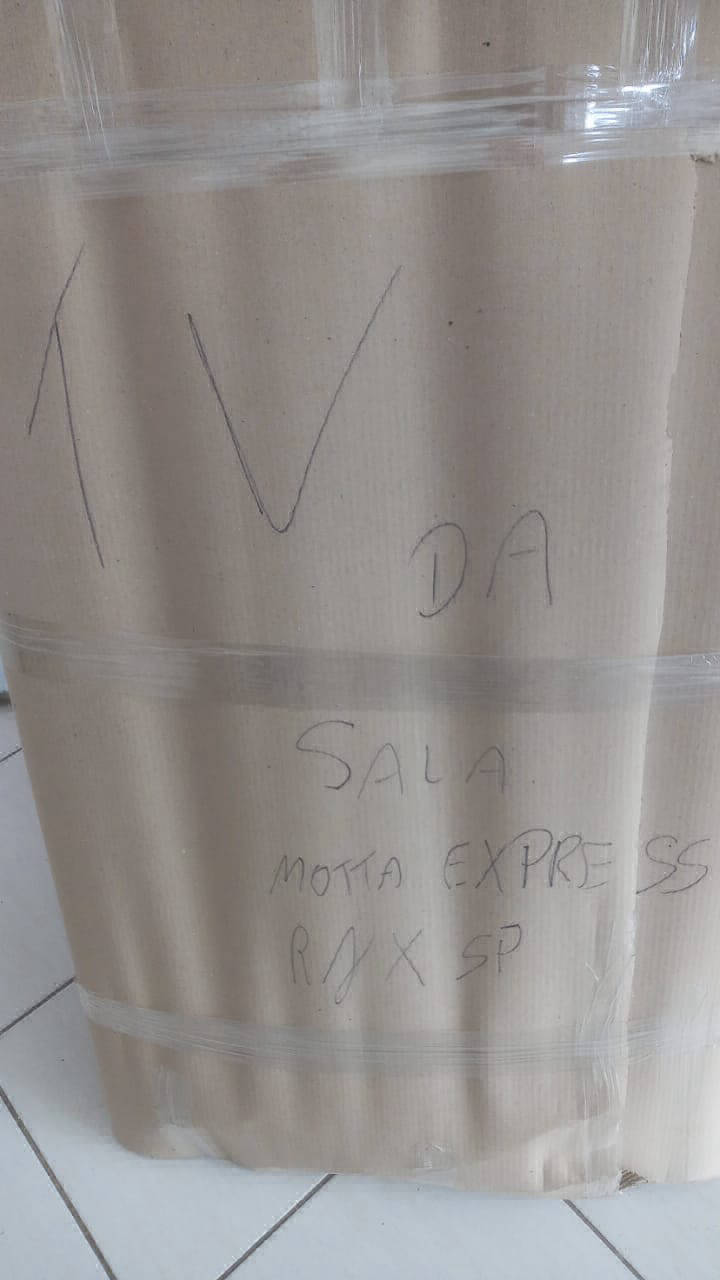 TV
DA
SALA
MOTTA EXPRESS
RJ X SP